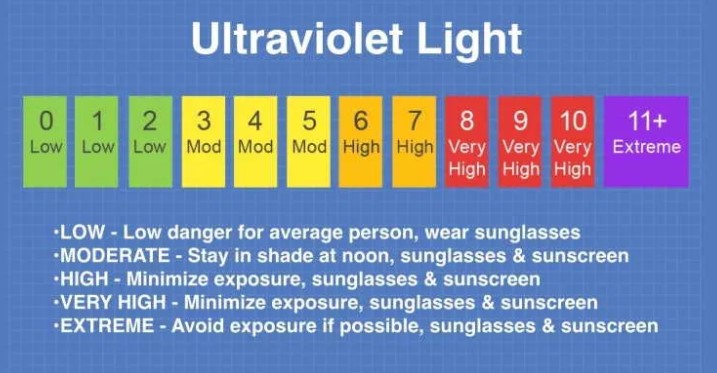 Ultraviolet Light
0 1 2 3 4 5 6 7 8 9 10 11+
Low Low Low Mod Mod Mod High High Very Very Very Extreme
High High High
•LOW - Low danger for average person, wear sunglasses
•MODERATE - Stay in shade at noon, sunglasses & sunscreen
•HIGH - Minimize exposure, sunglasses & sunscreen
•VERY HIGH - Minimize exposure, sunglasses & sunscreen
•EXTREME - Avoid exposure if possible, sunglasses & sunscreen